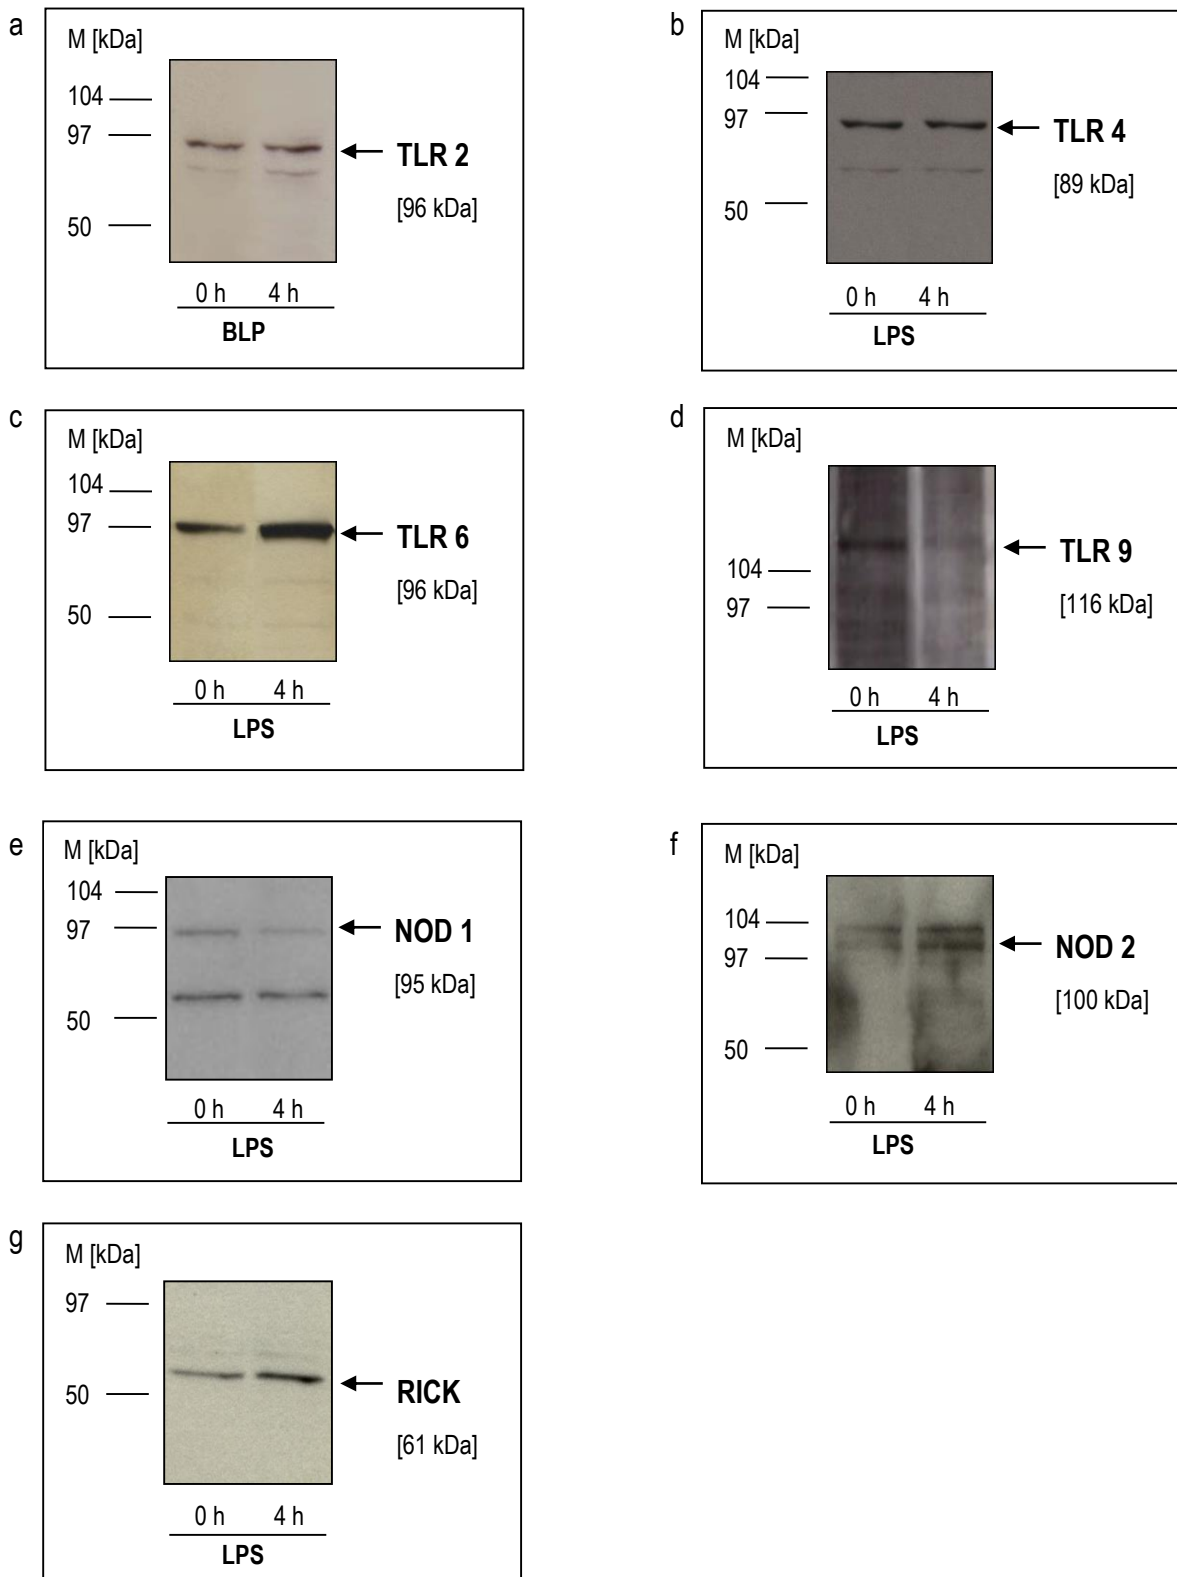 a
M [kDa]
104
97
50
TLR 2
[96 kDa]
0 h 4 h
BLP
b
M [kDa]
104
97
50
TLR 4
[89 kDa]
0 h 4 h
LPS
c
M [kDa]
104
97
50
TLR 6
[96 kDa]
0 h 4 h
LPS
d
M [kDa]
104
97
TLR 9
[116 kDa]
0 h 4 h
LPS
e
M [kDa]
104
97
50
NOD 1
[95 kDa]
0 h 4 h
LPS
f
M [kDa]
104
97
50
NOD 2
[100 kDa]
0 h 4 h
LPS
g
M [kDa]
97
50
RICK
[61 kDa]
0 h 4 h
LPS